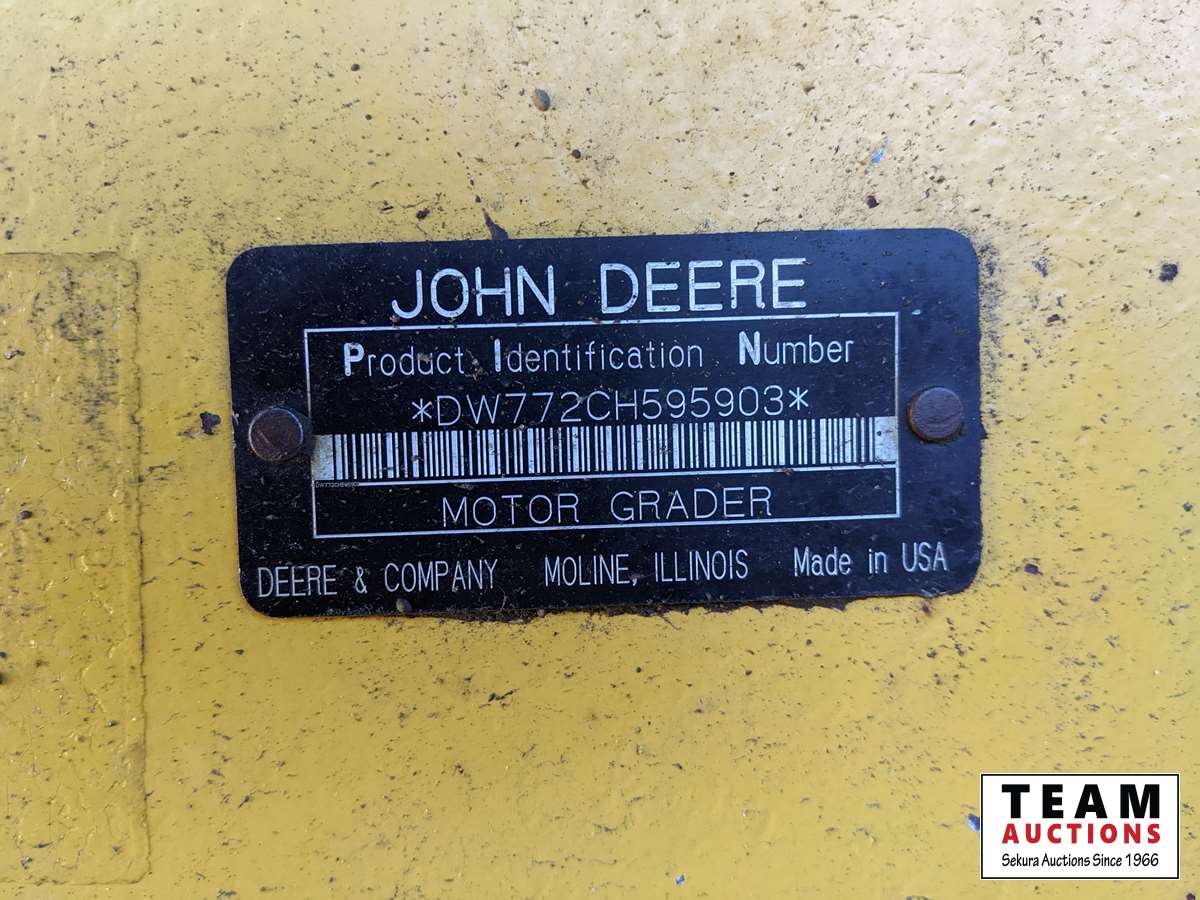 JOHN DEERE
Product Identification Number
*DW772CH595903*
MOTOR GRADER
DEERE & COMPANY MOLINE, ILLINOIS Made in USA
TEAM
AUCTIONS
Sekura Auctions Since 1966